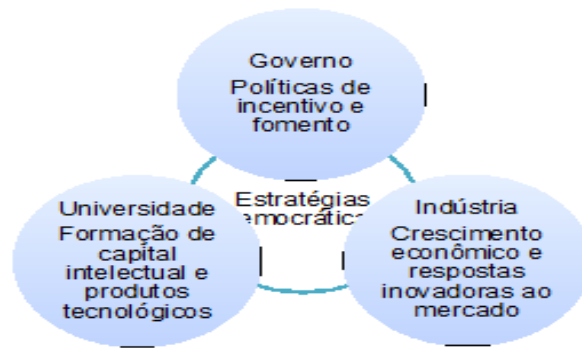 Governo
Políticas de
incentivo e
fomento
Estratégias
emocrática
Universidade
Formação de
capital
intelectual e
produtos
tecnológicos
Indústria
Crescimento
econômico e
respostas
inovadoras ao
mercado